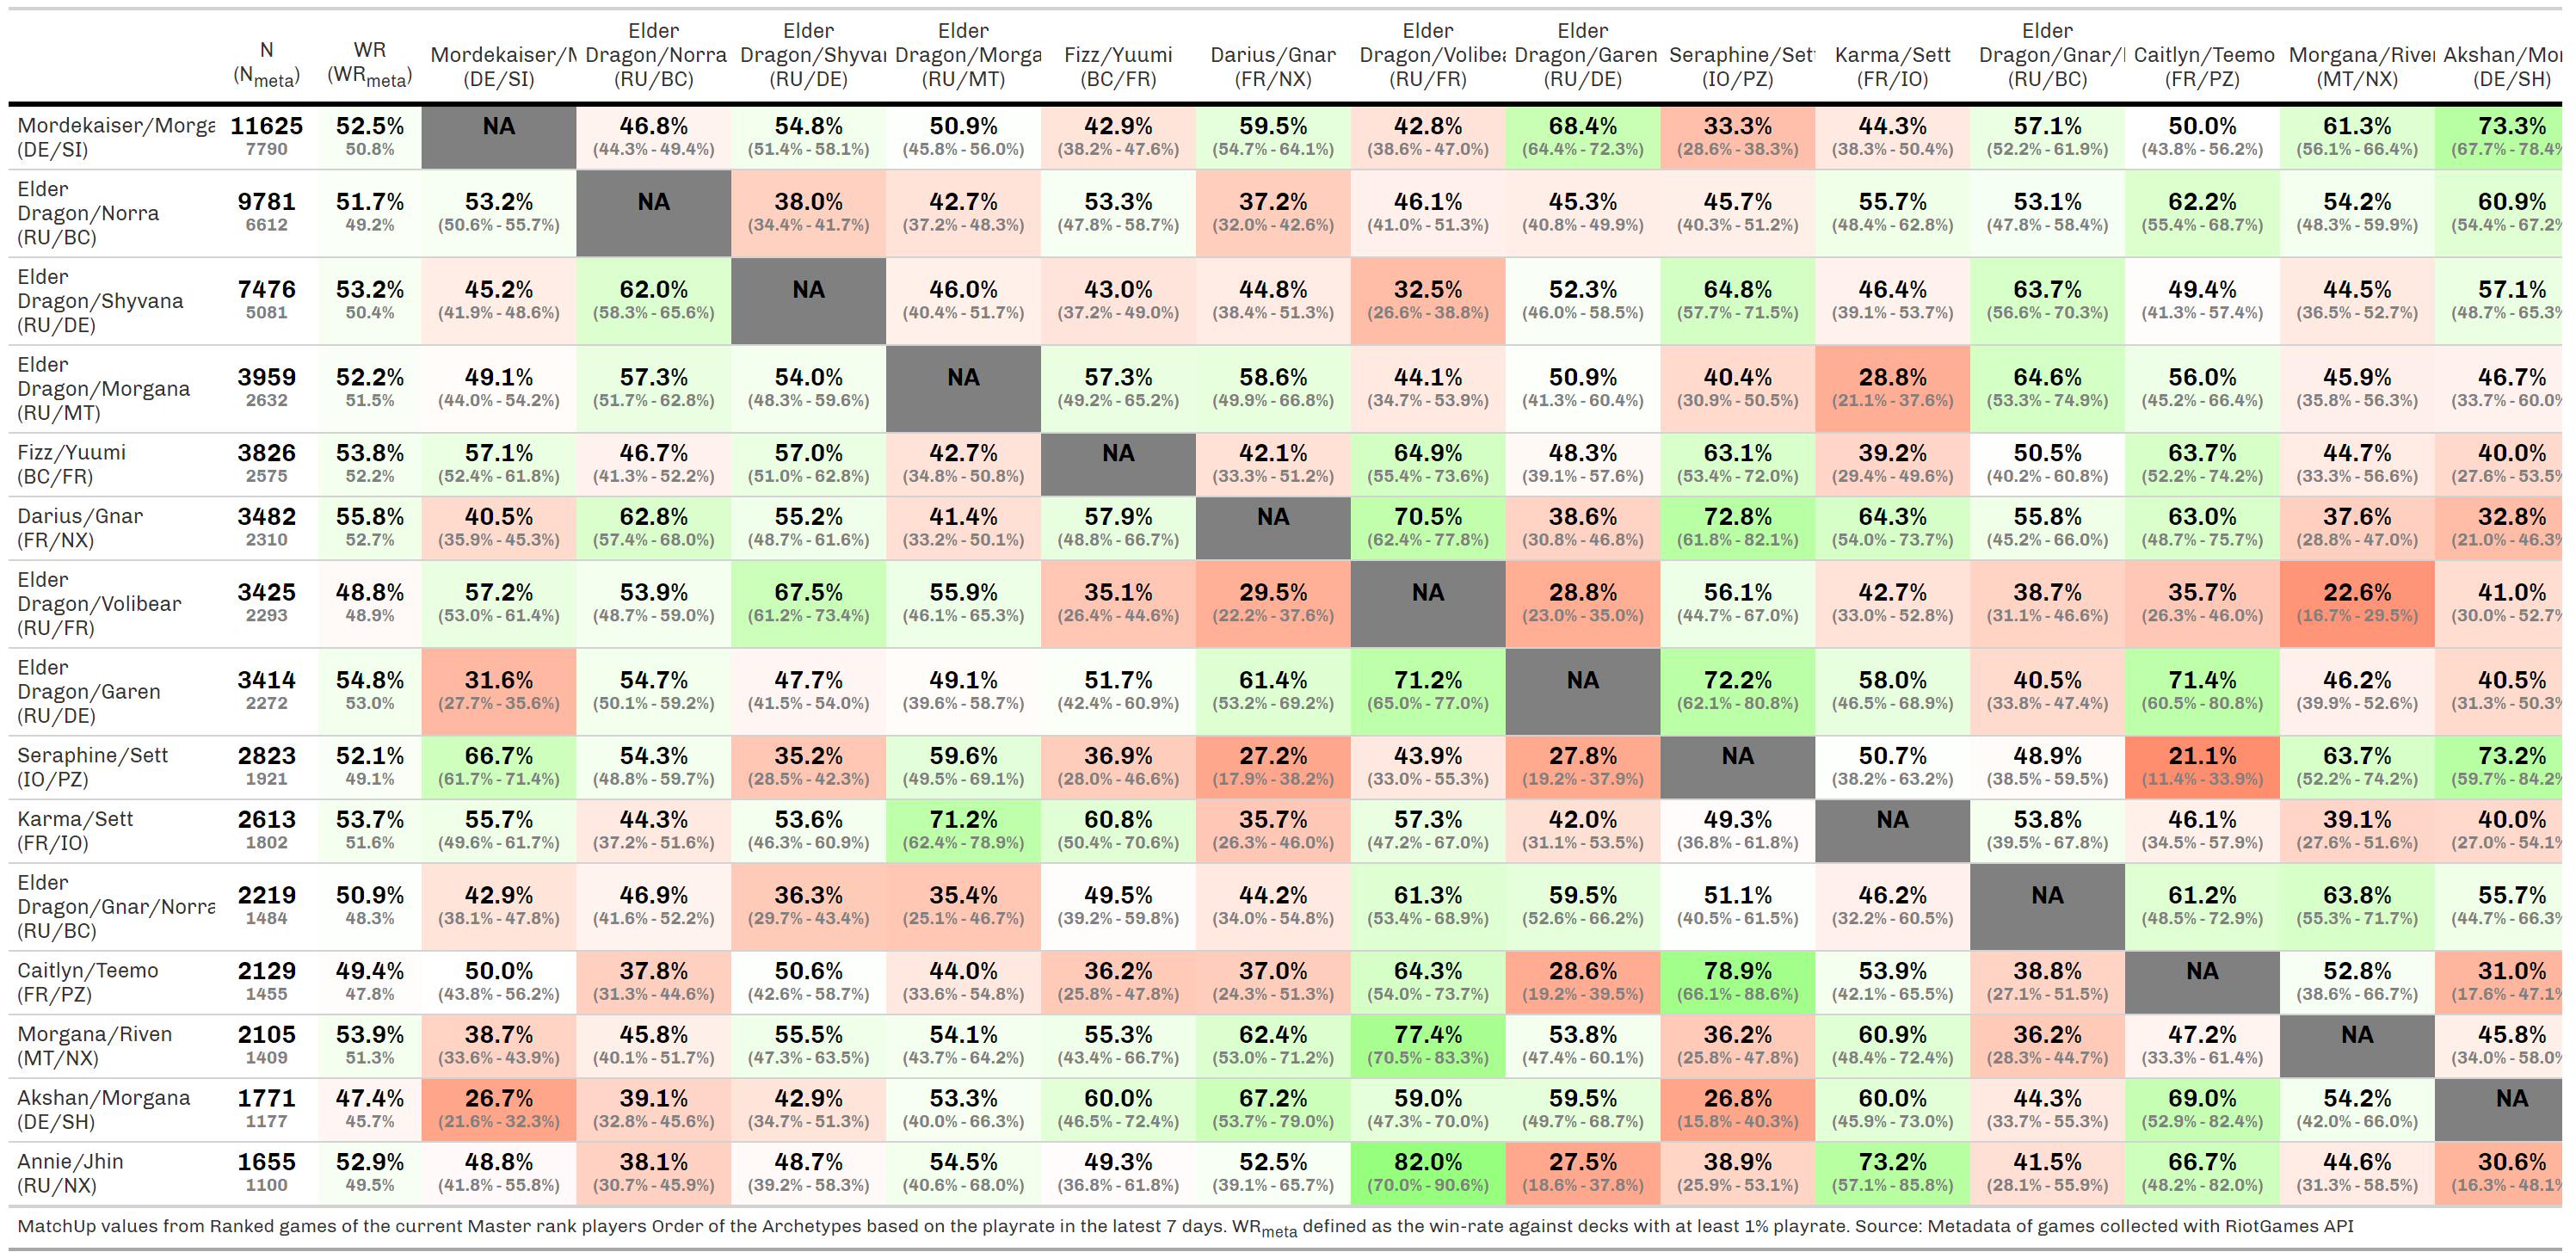 N WR Mordekaiser/M Elder Elder Elder Fizz/Yuumi Darius/Gnar Elder Elder Seraphine/Sett Karma/Sett Elder Caitlyn/Teemo Morgana/River Akshan/Mor
(Nmeta) (WRmeta) (DE/SI) Dragon/Norra Dragon/Shyvan Dragon/Morga (BC/FR) (FR/NX) Dragon/Volibea Dragon/Garen (IO/PZ) (FR/IO) Dragon/Gnar/ (FR/PZ) (MT/NX) (DE/SH)
(RU/BC) (RU/DE) (RU/MT) (RU/FR) (RU/DE) (RU/BC)
Mordekaiser/Morga 11625 52.5% NA 46.8% 54.8% 50.9% 42.9% 59.5% 42.8% 68.4% 33.3% 44.3% 57.1% 50.0% 61.3% 73.3%
(DE/SI) 7790 50.8% (44.3% - 49.4%) (51.4% - 58.1%) (45.8% - 56.0%) (38.2% - 47.6%) (54.7% - 64.1%) (38.6% - 47.0%) (64.4% - 72.3%) (28.6% - 38.3%) (38.3% - 50.4%) (52.2% - 61.9%) (43.8% - 56.2%) (56.1% - 66.4%) (67.7% - 78.4%
Elder
Dragon/Norra 9781 51.7% 53.2% NA 38.0% 42.7% 53.3% 37.2% 46.1% 45.3% 45.7% 55.7% 53.1% 62.2% 54.2% 60.9%
(RU/BC) 6612 49.2% (50.6% - 55.7%) (34.4% - 41.7%) (37.2% - 48.3%) (47.8% - 58.7%) (32.0% - 42.6%) (41.0% - 51.3%) (40.8% - 49.9%) (40.3% - 51.2%) (48.4% - 62.8%) (47.8% - 58.4%) (55.4% - 68.7%) (48.3% - 59.9%) (54.4% - 67.2%
Elder
Dragon/Shyvana 7476 53.2% 45.2% 62.0% NA 46.0% 43.0% 44.8% 32.5% 52.3% 64.8% 46.4% 63.7% 49.4% 44.5% 57.1%
(RU/DE) 5081 50.4% (41.9% - 48.6%) (58.3% - 65.6%) (40.4% - 51.7%) (37.2% - 49.0%) (38.4% - 51.3%) (26.6% - 38.8%) (46.0% - 58.5%) (57.7% - 71.5%) (39.1% - 53.7%) (56.6% - 70.3%) (41.3% - 57.4%) (36.5% - 52.7%) (48.7% - 65.3%
Elder
Dragon/Morgana 3959 52.2% 49.1% 57.3% 54.0% NA 57.3% 58.6% 44.1% 50.9% 40.4% 28.8% 64.6% 56.0% 45.9% 46.7%
(RU/MT) 2632 51.5% (44.0% - 54.2%) (51.7% - 62.8%) (48.3% - 59.6%) (49.2% - 65.2%) (49.9% - 66.8%) (34.7% - 53.9%) (41.3% - 60.4%) (30.9% - 50.5%) (21.1% - 37.6%) (53.3% - 74.9%) (45.2% - 66.4%) (35.8% - 56.3%) (33.7% - 60.0%
Fizz/Yuumi 3826 53.8% 57.1% 46.7% 57.0% 42.7% NA 42.1% 64.9% 48.3% 63.1% 39.2% 50.5% 63.7% 44.7% 40.0%
(BC/FR) 2575 52.2% (52.4% - 61.8%) (41.3% - 52.2%) (51.0% - 62.8%) (34.8% - 50.8%) (33.3% - 51.2%) (55.4% - 73.6%) (39.1% - 57.6%) (53.4% - 72.0%) (29.4% - 49.6%) (40.2% - 60.8%) (52.2% - 74.2%) (33.3% - 56.6%) (27.6% - 53.5%
Darius/Gnar 3482 55.8% 40.5% 62.8% 55.2% 41.4% 57.9% NA 70.5% 38.6% 72.8% 64.3% 55.8% 63.0% 37.6% 32.8%
(FR/NX) 2310 52.7% (35.9% - 45.3%) (57.4% - 68.0%) (48.7% - 61.6%) (33.2% - 50.1%) (48.8% - 66.7%) (62.4% - 77.8%) (30.8% - 46.8%) (61.8% - 82.1%) (54.0% - 73.7%) (45.2% - 66.0%) (48.7% - 75.7%) (28.8% - 47.0%) (21.0% - 46.3%
Elder
Dragon/Volibear 3425 48.8% 57.2% 53.9% 67.5% 55.9% 35.1% 29.5% NA 28.8% 56.1% 42.7% 38.7% 35.7% 22.6% 41.0%
(RU/FR) 2293 48.9% (53.0% - 61.4%) (48.7% - 59.0%) (61.2% - 73.4%) (46.1% - 65.3%) (26.4% - 44.6%) (22.2% - 37.6%) (23.0% - 35.0%) (44.7% - 67.0%) (33.0% - 52.8%) (31.1% - 46.6%) (26.3% - 46.0%) (16.7% - 29.5%) (30.0% - 52.7%
Elder
Dragon/Garen 3414 54.8% 31.6% 54.7% 47.7% 49.1% 51.7% 61.4% 71.2% NA 72.2% 58.0% 40.5% 71.4% 46.2% 40.5%
(RU/DE) 2272 53.0% (27.7% - 35.6%) (50.1% - 59.2%) (41.5% - 54.0%) (39.6% - 58.7%) (42.4% - 60.9%) (53.2% - 69.2%) (65.0% - 77.0%) (62.1% - 80.8%) (46.5% - 68.9%) (33.8% - 47.4%) (60.5% - 80.8%) (39.9% - 52.6%) (31.3% - 50.3%
Seraphine/Sett 2823 52.1% 66.7% 54.3% 35.2% 59.6% 36.9% 27.2% 43.9% 27.8% NA 50.7% 48.9% 21.1% 63.7% 73.2%
(IO/PZ) 1921 49.1% (61.7% - 71.4%) (48.8% - 59.7%) (28.5% - 42.3%) (49.5% - 69.1%) (28.0% - 46.6%) (17.9% - 38.2%) (33.0% - 55.3%) (19.2% - 37.9%) (38.2% - 63.2%) (38.5% - 59.5%) (11.4% - 33.9%) (52.2% - 74.2%) (59.7% - 84.2%
Karma/Sett 2613 53.7% 55.7% 44.3% 53.6% 71.2% 60.8% 35.7% 57.3% 42.0% 49.3% NA 53.8% 46.1% 39.1% 40.0%
(FR/IO) 1802 51.6% (49.6% - 61.7%) (37.2% - 51.6%) (46.3% - 60.9%) (62.4% - 78.9%) (50.4% - 70.6%) (26.3% - 46.0%) (47.2% - 67.0%) (31.1% - 53.5%) (36.8% - 61.8%) (39.5% - 67.8%) (34.5% - 57.9%) (27.6% - 51.6%) (27.0% - 54.1%
Elder
Dragon/Gnar/Norra 2219 50.9% 42.9% 46.9% 36.3% 35.4% 49.5% 44.2% 61.3% 59.5% 51.1% 46.2% NA 61.2% 63.8% 55.7%
(RU/BC) 1484 48.3% (38.1% - 47.8%) (41.6% - 52.2%) (29.7% - 43.4%) (25.1% - 46.7%) (39.2% - 59.8%) (34.0% - 54.8%) (53.4% - 68.9%) (52.6% - 66.2%) (40.5% - 61.5%) (32.2% - 60.5%) (48.5% - 72.9%) (55.3% - 71.7%) (44.7% - 66.3%
Caitlyn/Teemo 2129 49.4% 50.0% 37.8% 50.6% 44.0% 36.2% 37.0% 64.3% 28.6% 78.9% 53.9% 38.8% NA 52.8% 31.0%
(FR/PZ) 1455 47.8% (43.8% - 56.2%) (31.3% - 44.6%) (42.6% - 58.7%) (33.6% - 54.8%) (25.8% - 47.8%) (24.3% - 51.3%) (54.0% - 73.7%) (19.2% - 39.5%) (66.1% - 88.6%) (42.1% - 65.5%) (27.1% - 51.5%) (38.6% - 66.7%) (17.6% - 47.1%
Morgana/Riven 2105 53.9% 38.7% 45.8% 55.5% 54.1% 55.3% 62.4% 77.4% 53.8% 36.2% 60.9% 36.2% 47.2% NA 45.8%
(MT/NX) 1409 51.3% (33.6% - 43.9%) (40.1% - 51.7%) (47.3% - 63.5%) (43.7% - 64.2%) (43.4% - 66.7%) (53.0% - 71.2%) (70.5% - 83.3%) (47.4% - 60.1%) (25.8% - 47.8%) (48.4% - 72.4%) (28.3% - 44.7%) (33.3% - 61.4%) (34.0% - 58.0%
Akshan/Morgana 1771 47.4% 26.7% 39.1% 42.9% 53.3% 60.0% 67.2% 59.0% 59.5% 26.8% 60.0% 44.3% 69.0% 54.2% NA
(DE/SH) 1177 45.7% (21.6% - 32.3%) (32.8% - 45.6%) (34.7% - 51.3%) (40.0% - 66.3%) (46.5% - 72.4%) (53.7% - 79.0%) (47.3% - 70.0%) (49.7% - 68.7%) (15.8% - 40.3%) (45.9% - 73.0%) (33.7% - 55.3%) (52.9% - 82.4%) (42.0% - 66.0%)
Annie/Jhin 1655 52.9% 48.8% 38.1% 48.7% 54.5% 49.3% 52.5% 82.0% 27.5% 38.9% 73.2% 41.5% 66.7% 44.6% 30.6%
(RU/NX) 1100 49.5% (41.8% - 55.8%) (30.7% - 45.9%) (39.2% - 58.3%) (40.6% - 68.0%) (36.8% - 61.8%) (39.1% - 65.7%) (70.0% - 90.6%) (18.6% - 37.8%) (25.9% - 53.1%) (57.1% - 85.8%) (28.1% - 55.9%) (48.2% - 82.0%) (31.3% - 58.5%) (16.3% - 48.1%
MatchUp values from Ranked games of the current Master rank players Order of the Archetypes based on the playrate in the latest 7 days. WRmeta defined as the win-rate against decks with at least 1% playrate. Source: Metadata of games collected with RiotGames API